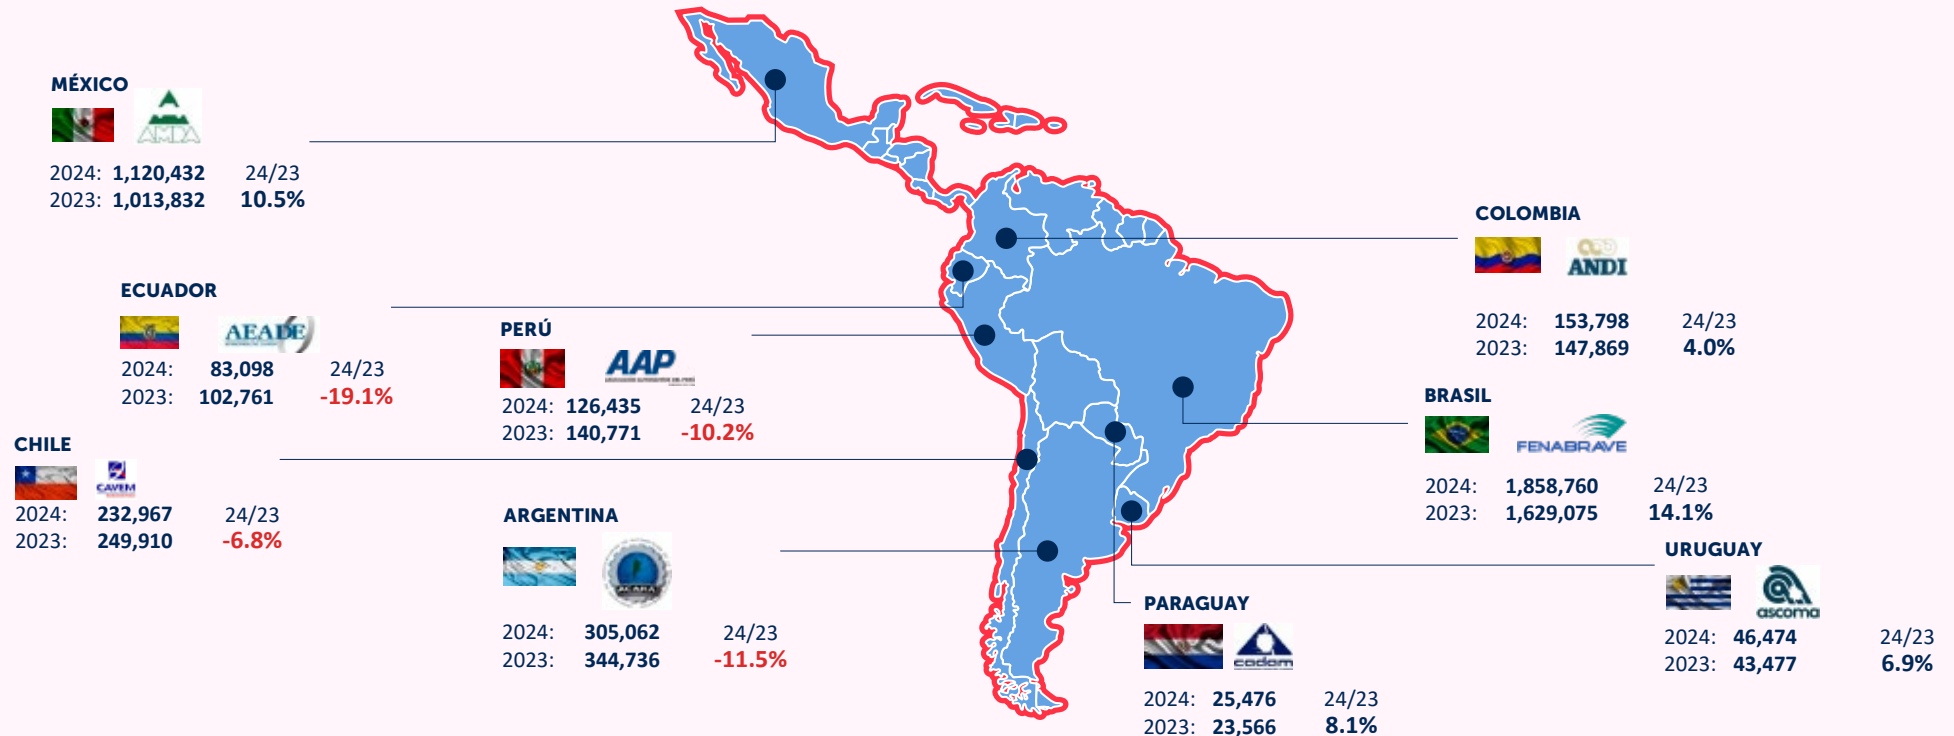 MÉXICO
AMDA
2024: 1,120,432 24/23
2023: 1,013,832 10.5%
ECUADOR
AEADE
2024: 83,098 24/23
2023: 102,761 -19.1%
PERÚ
AAP
2024: 126,435 24/23
2023: 140,771 -10.2%
CHILE
CAVEM
2024: 232,967 24/23
2023: 249,910 -6.8%
ARGENTINA
ACARA
2024: 305,062 24/23
2023: 344,736 -11.5%
COLOMBIA
ANDI
2024: 153,798 24/23
2023: 147,869 4.0%
BRASIL
FENABRAVE
2024: 1,858,760 24/23
2023: 1,629,075 14.1%
URUGUAY
ascoma
2024: 46,474 24/23
2023: 43,477 6.9%
PARAGUAY
cadam
2024: 25,476 24/23
2023: 23,566 8.1%